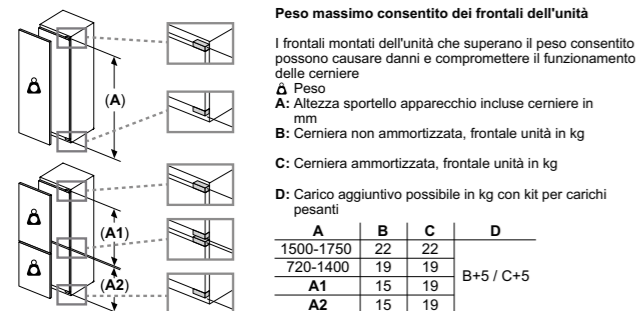 Peso massimo consentito dei frontali dell'unità
I frontali montati dell'unità che superano il peso consentito
possono causare danni e compromettere il funzionamento
delle cerniere
Peso
A: Altezza sportello apparecchio incluse cerniere in
mm
B: Cerniera non ammortizzata, frontale unità in kg
C: Cerniera ammortizzata, frontale unità in kg
D: Carico aggiuntivo possibile in kg con kit per carichi
pesanti
A B C D
1500-1750 22 22
720-1400 19 19
B+5 / C+5
A1 15 19
A2 15 19
(A)
(A1)
(A2)